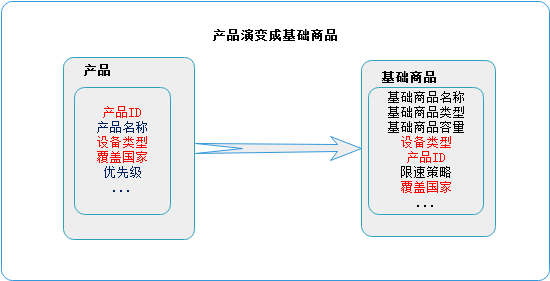 产品演变成基础商品
产品
产品ID
产品名称
设备类型
覆盖国家
优先级
...
基础商品
基础商品名称
基础商品类型
基础商品容量
设备类型
产品ID
限速策略
覆盖国家
...